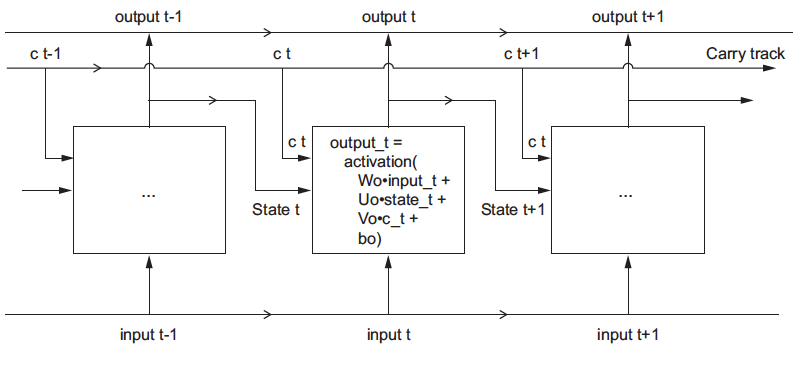 output t-1
output t
output t+1
c t-1
c t
c t+1
Carry track
...
c t
output_t =
activation(
Wo•input_t +
Uo•state_t +
Vo•c_t +
bo)
c t
...
State t
State t+1
input t-1
input t
input t+1